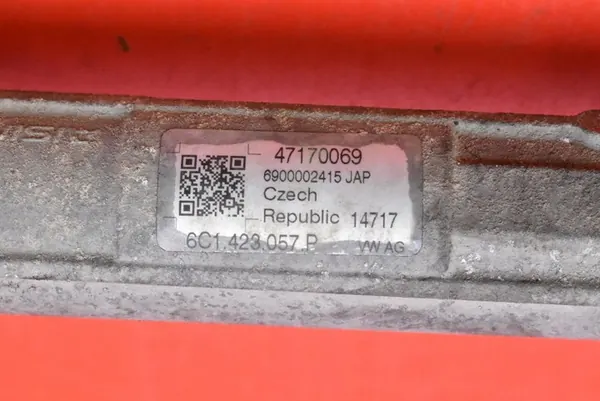 47170069
6900002415 JAP
Czech
Republic 14717
6C1.423.057.P
VW AG